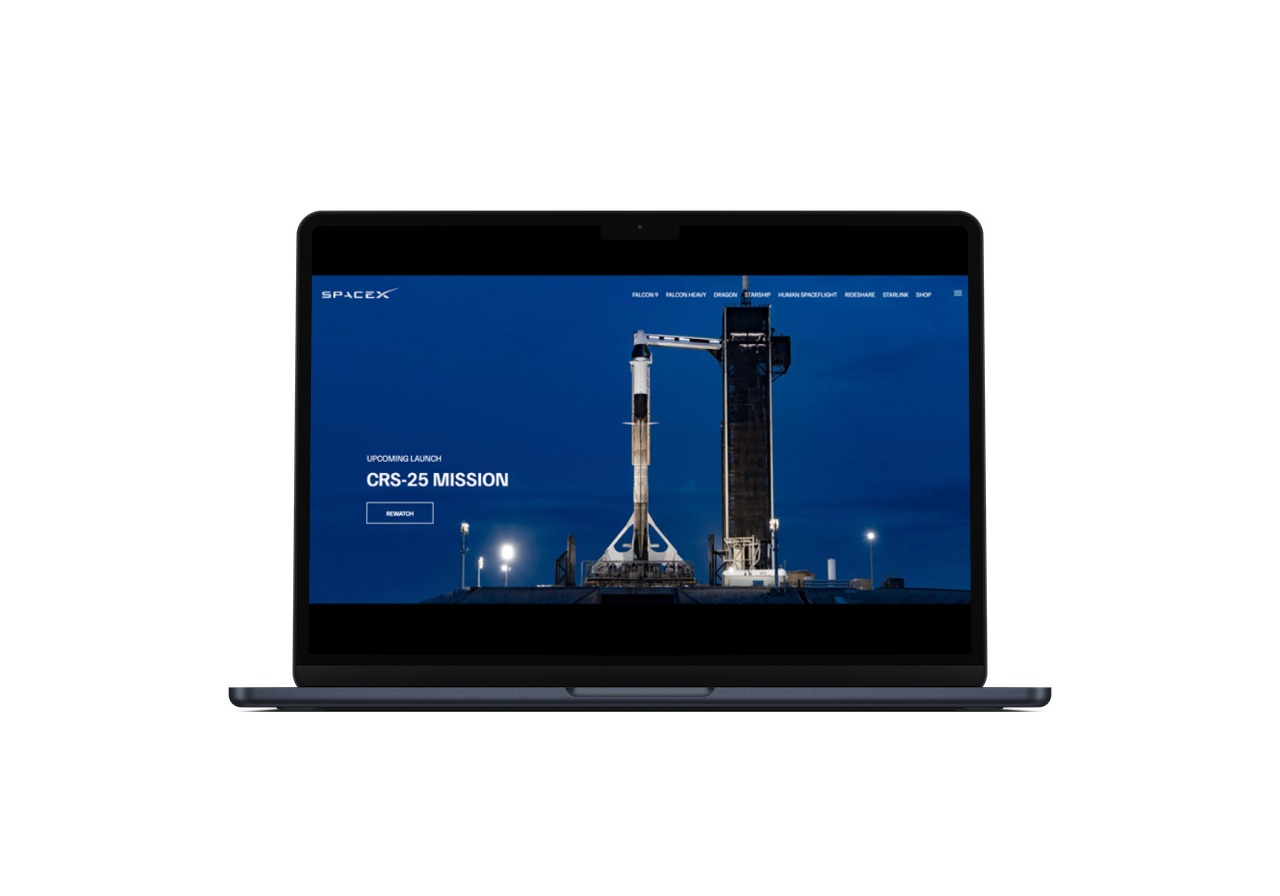 SPACEX
FALCON 9 FALCON HEAVY DRAGON STARSHIP HUMAN SPACEFLIGHT RIDESHARE STARLINK SHOP
UPCOMING LAUNCH
CRS-25 MISSION
REWATCH